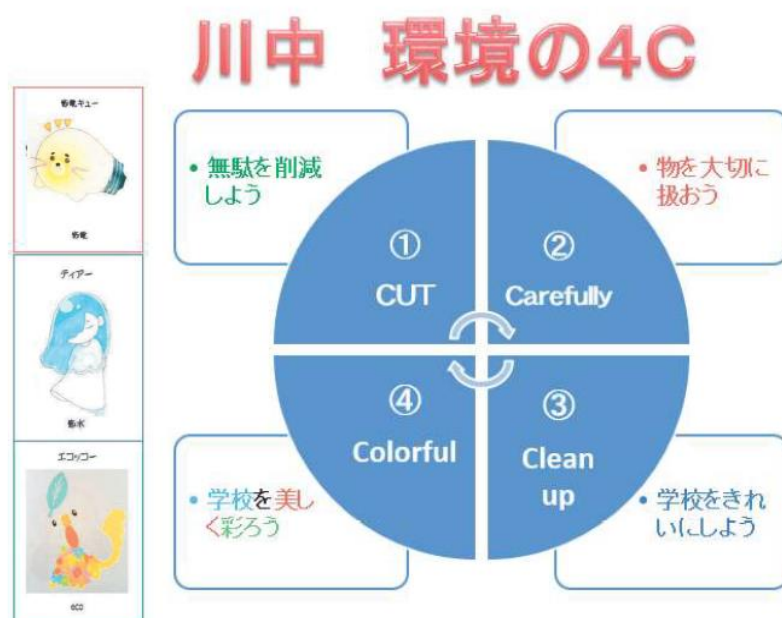 川中 環境の4C
節電キュー
節電
ティアー
節水
エコッコー
ECO
• 無駄を削減
しよう
• 物を大切に
扱おう
①
CUT
②
Carefully
④
Colorful
③
Clean
up
• 学校を美し
く彩ろう
• 学校をきれ
いにしよう